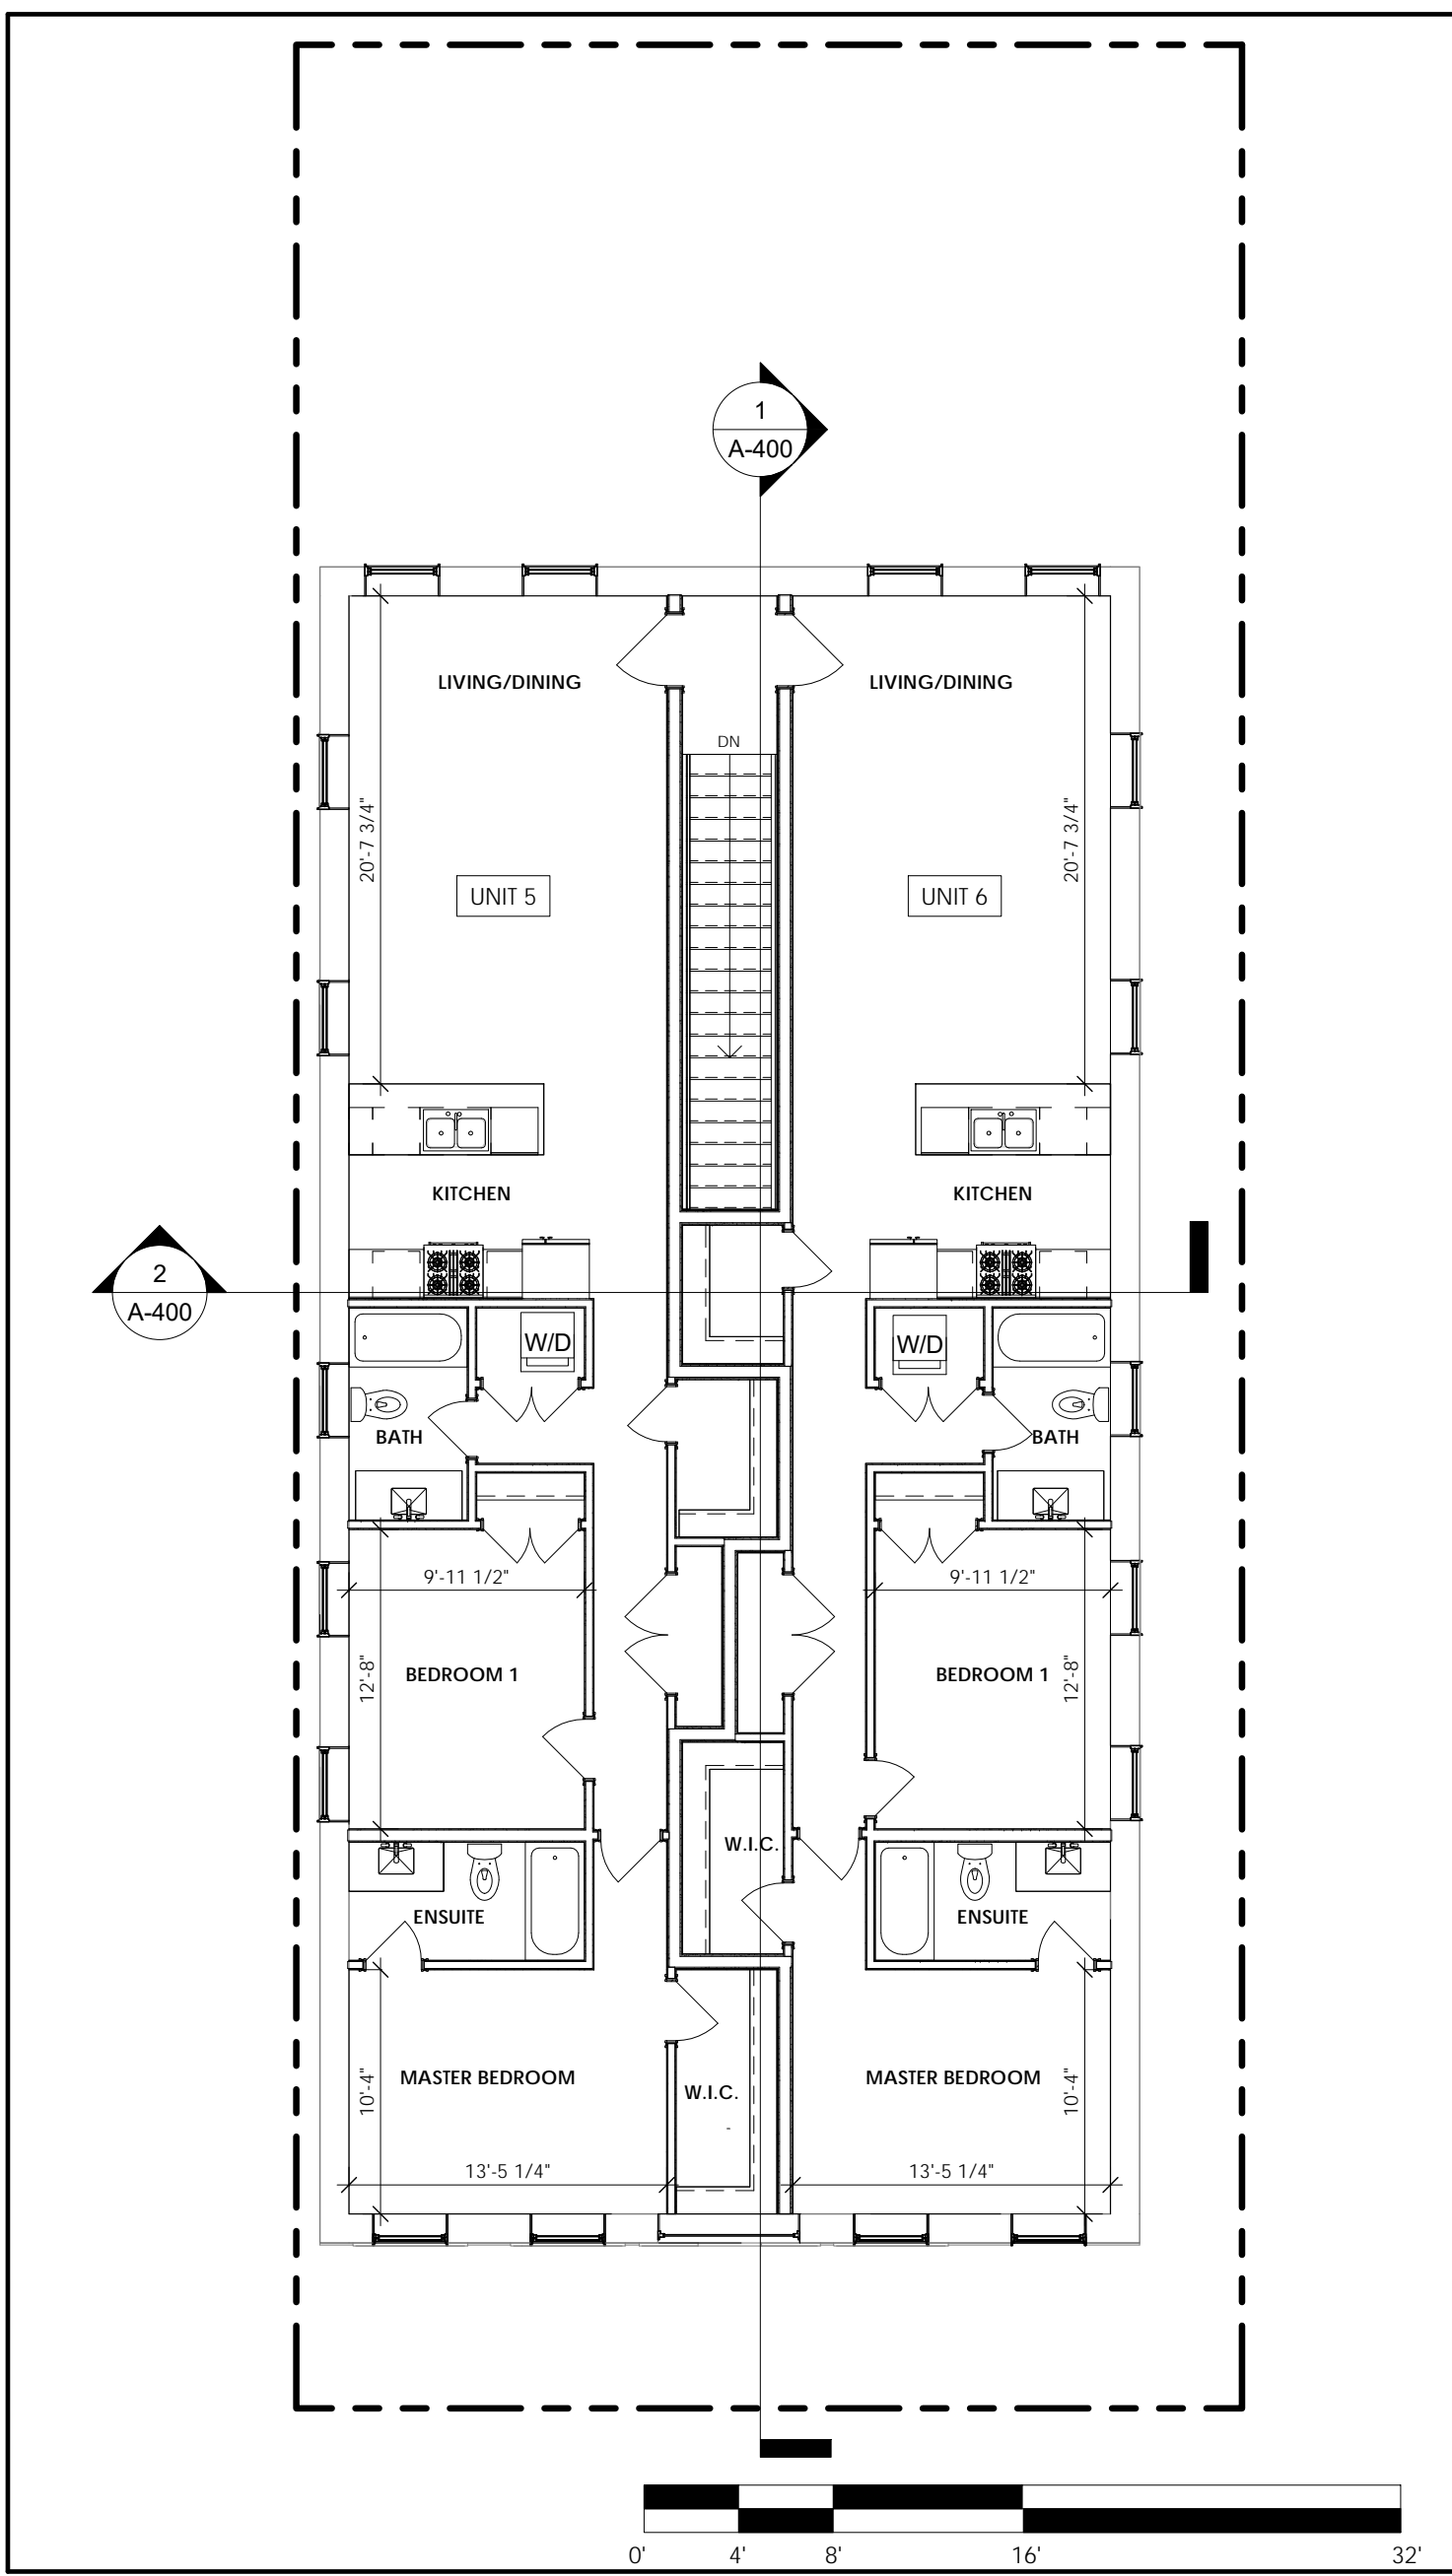 1
A-400
LIVING/DINING
LIVING/DINING
DN
20'-7 3/4"
20'-7 3/4"
UNIT 5
UNIT 6
KITCHEN
KITCHEN
2
A-400
W/D
W/D
BATH
BATH
9'-11 1/2"
9'-11 1/2"
12'-8"
BEDROOM 1
BEDROOM 1
12'-8"
W.I.C.
ENSUITE
ENSUITE
MASTER BEDROOM
MASTER BEDROOM
10'-4"
W.I.C.
10'-4"
-
13'-5 1/4"
13'-5 1/4"
0' 4' 8' 16' 32'